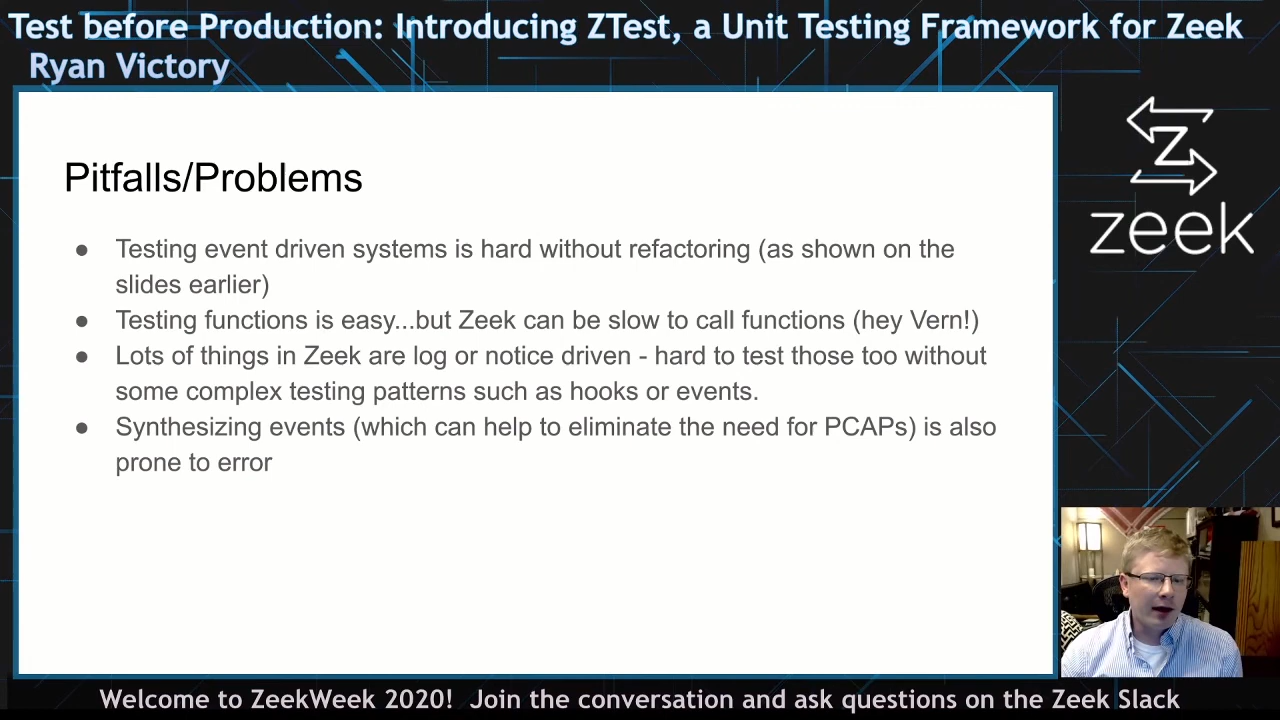 Test before Production: Introducing ZTest, a Unit Testing Framework for Zeek
Ryan Victory
Z
zeek
Pitfalls/Problems
● Testing event driven systems is hard without refactoring (as shown on the
slides earlier)
● Testing functions is easy...but Zeek can be slow to call functions (hey Vern!)
● Lots of things in Zeek are log or notice driven - hard to test those too without
some complex testing patterns such as hooks or events.
● Synthesizing events (which can help to eliminate the need for PCAPs) is also
prone to error
Welcome to ZeekWeek 2020! Join the conversation and ask questions on the Zeek Slack